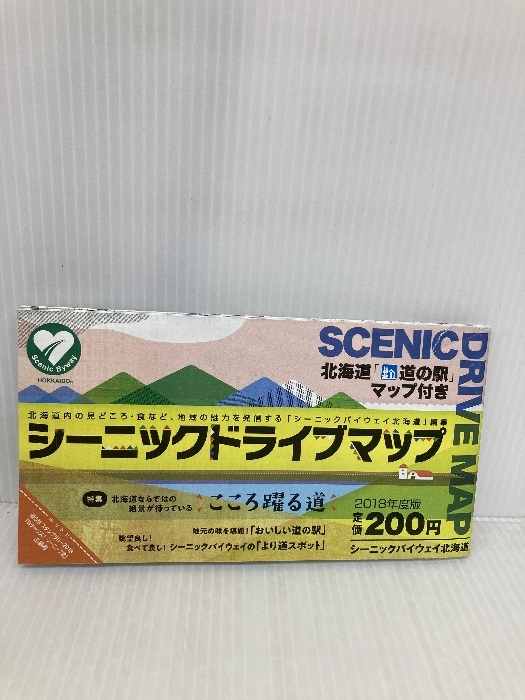 Scenic Byway
HOKKAIDO
SCENIC
DRIVE MAP
北海道「道の駅」
マップ付き
北海道内の見どころ・食など、地域の魅力を発信する「シーニックバイウェイ北海道」編集
シーニックドライブマップ
特集
北海道ならではの
絶景が待っている
こころ躍る道
2018年度版
定価200円
眺望良し!
食べて良し!
地元の味を堪能!「おいしい道の駅」
シーニックバイウェイの「より道スポット」
シーニックバイウェイ北海道